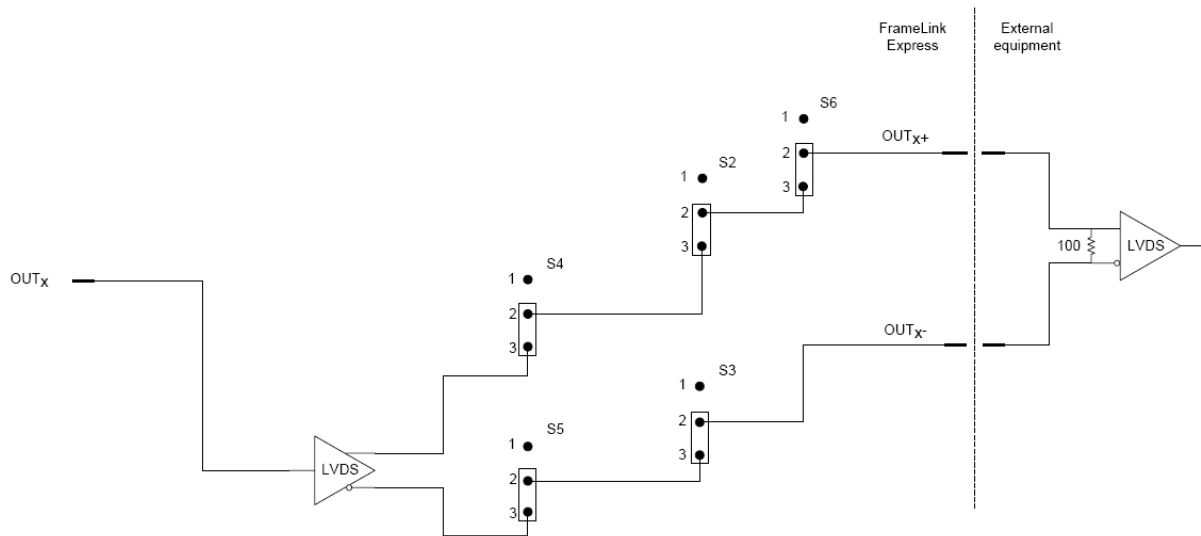 FrameLink Express
External equipment
S6
1
2
3
OUTx+
S2
1
2
3
100
LVDS
OUTx
S4
1
2
3
OUTx-
S3
1
2
3
S5
1
2
3
LVDS